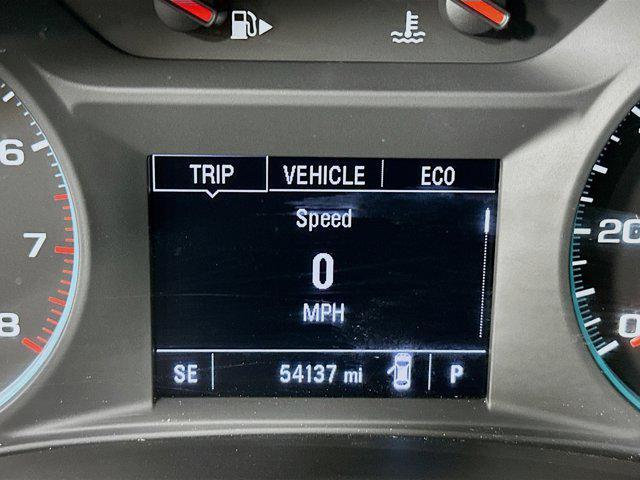 TRIP VEHICLE ECO
Speed
0
MPH
SE 54137 mi P
6
7
8
20
0